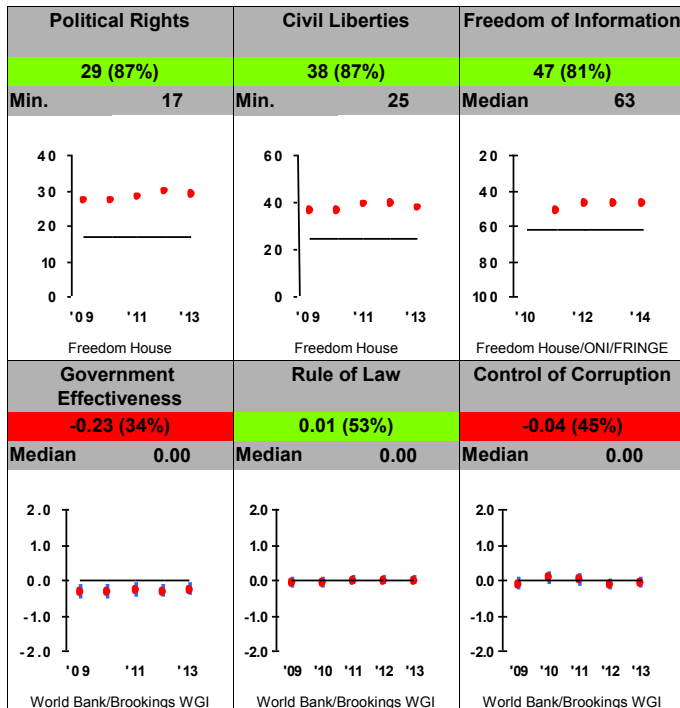 Political Rights
Civil Liberties
Freedom of Information
29 (87%)
38 (87%)
47 (81%)
Min. 17
Min. 25
Median 63
40
30
20
10
0
'09 '11 '13
Freedom House
60
40
20
0
'09 '11 '13
Freedom House
20
40
60
80
100
'10 '12 '14
Freedom House/ONI/FRINGE
Government
Effectiveness
Rule of Law
Control of Corruption
-0.23 (34%)
0.01 (53%)
-0.04 (45%)
Median 0.00
Median 0.00
Median 0.00
2.0
1.0
0.0
-1.0
-2.0
'09 '11 '13
World Bank/Brookings WGI
2.0
1.0
0.0
-1.0
-2.0
'09 '10 '11 '12 '13
World Bank/Brookings WGI
2.0
1.0
0.0
-1.0
-2.0
'09 '10 '11 '12 '13
World Bank/Brookings WGI